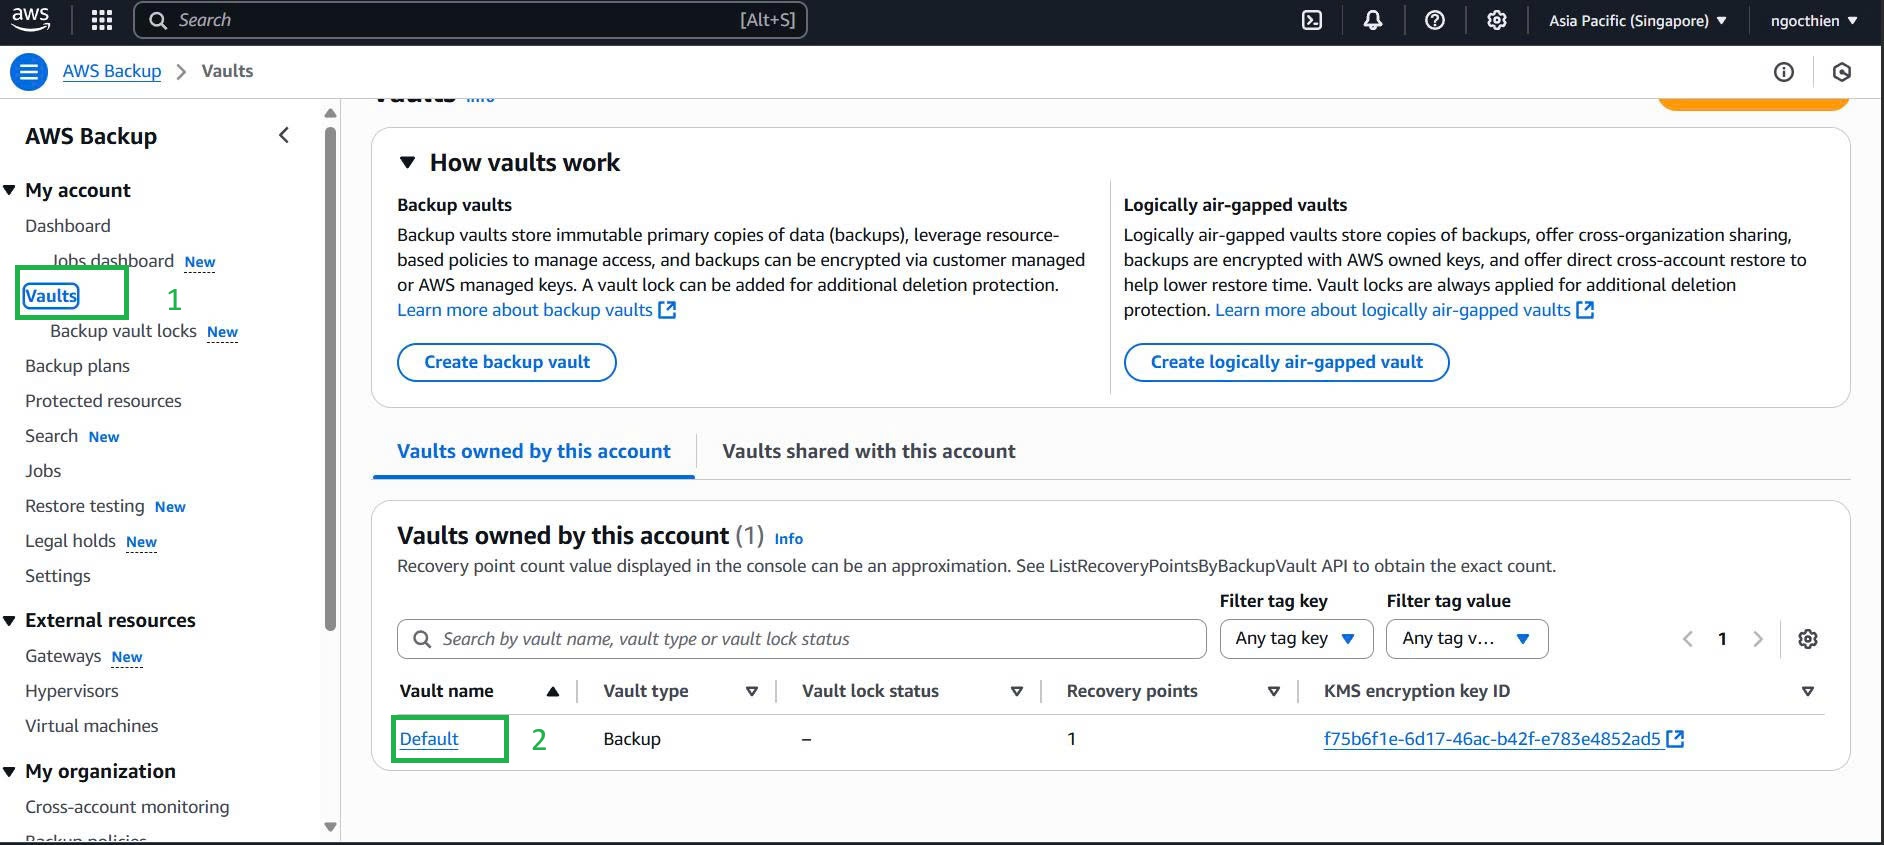 aws
Search [Alt+S]
Asia Pacific (Singapore)
ngocthien
AWS Backup
Vaults
Vaults Info
AWS Backup
My account
Dashboard
Jobs dashboard New
Vaults
1
Backup vault locks New
Backup plans
Protected resources
Search New
Jobs
Restore testing New
Legal holds New
Settings
External resources
Gateways New
Hypervisors
Virtual machines
My organization
Cross-account monitoring
Backup policies
How vaults work
Backup vaults
Backup vaults store immutable primary copies of data (backups), leverage resource-
based policies to manage access, and backups can be encrypted via customer managed
or AWS managed keys. A vault lock can be added for additional deletion protection.
Learn more about backup vaults
Create backup vault
Logically air-gapped vaults
Logically air-gapped vaults store copies of backups, offer cross-organization sharing,
backups are encrypted with AWS owned keys, and offer direct cross-account restore to
help lower restore time. Vault locks are always applied for additional deletion
protection. Learn more about logically air-gapped vaults
Create logically air-gapped vault
Vaults owned by this account
Vaults shared with this account
Vaults owned by this account (1) Info
Recovery point count value displayed in the console can be an approximation. See ListRecoveryPointsByBackupVault API to obtain the exact count.
Filter tag key
Filter tag value
Search by vault name, vault type or vault lock status
Any tag key
Any tag v...
1
Vault name
Vault type
Vault lock status
Recovery points
KMS encryption key ID
Default
2
Backup
–
1
f75b6f1e-6d17-46ac-b42f-e783e4852ad5